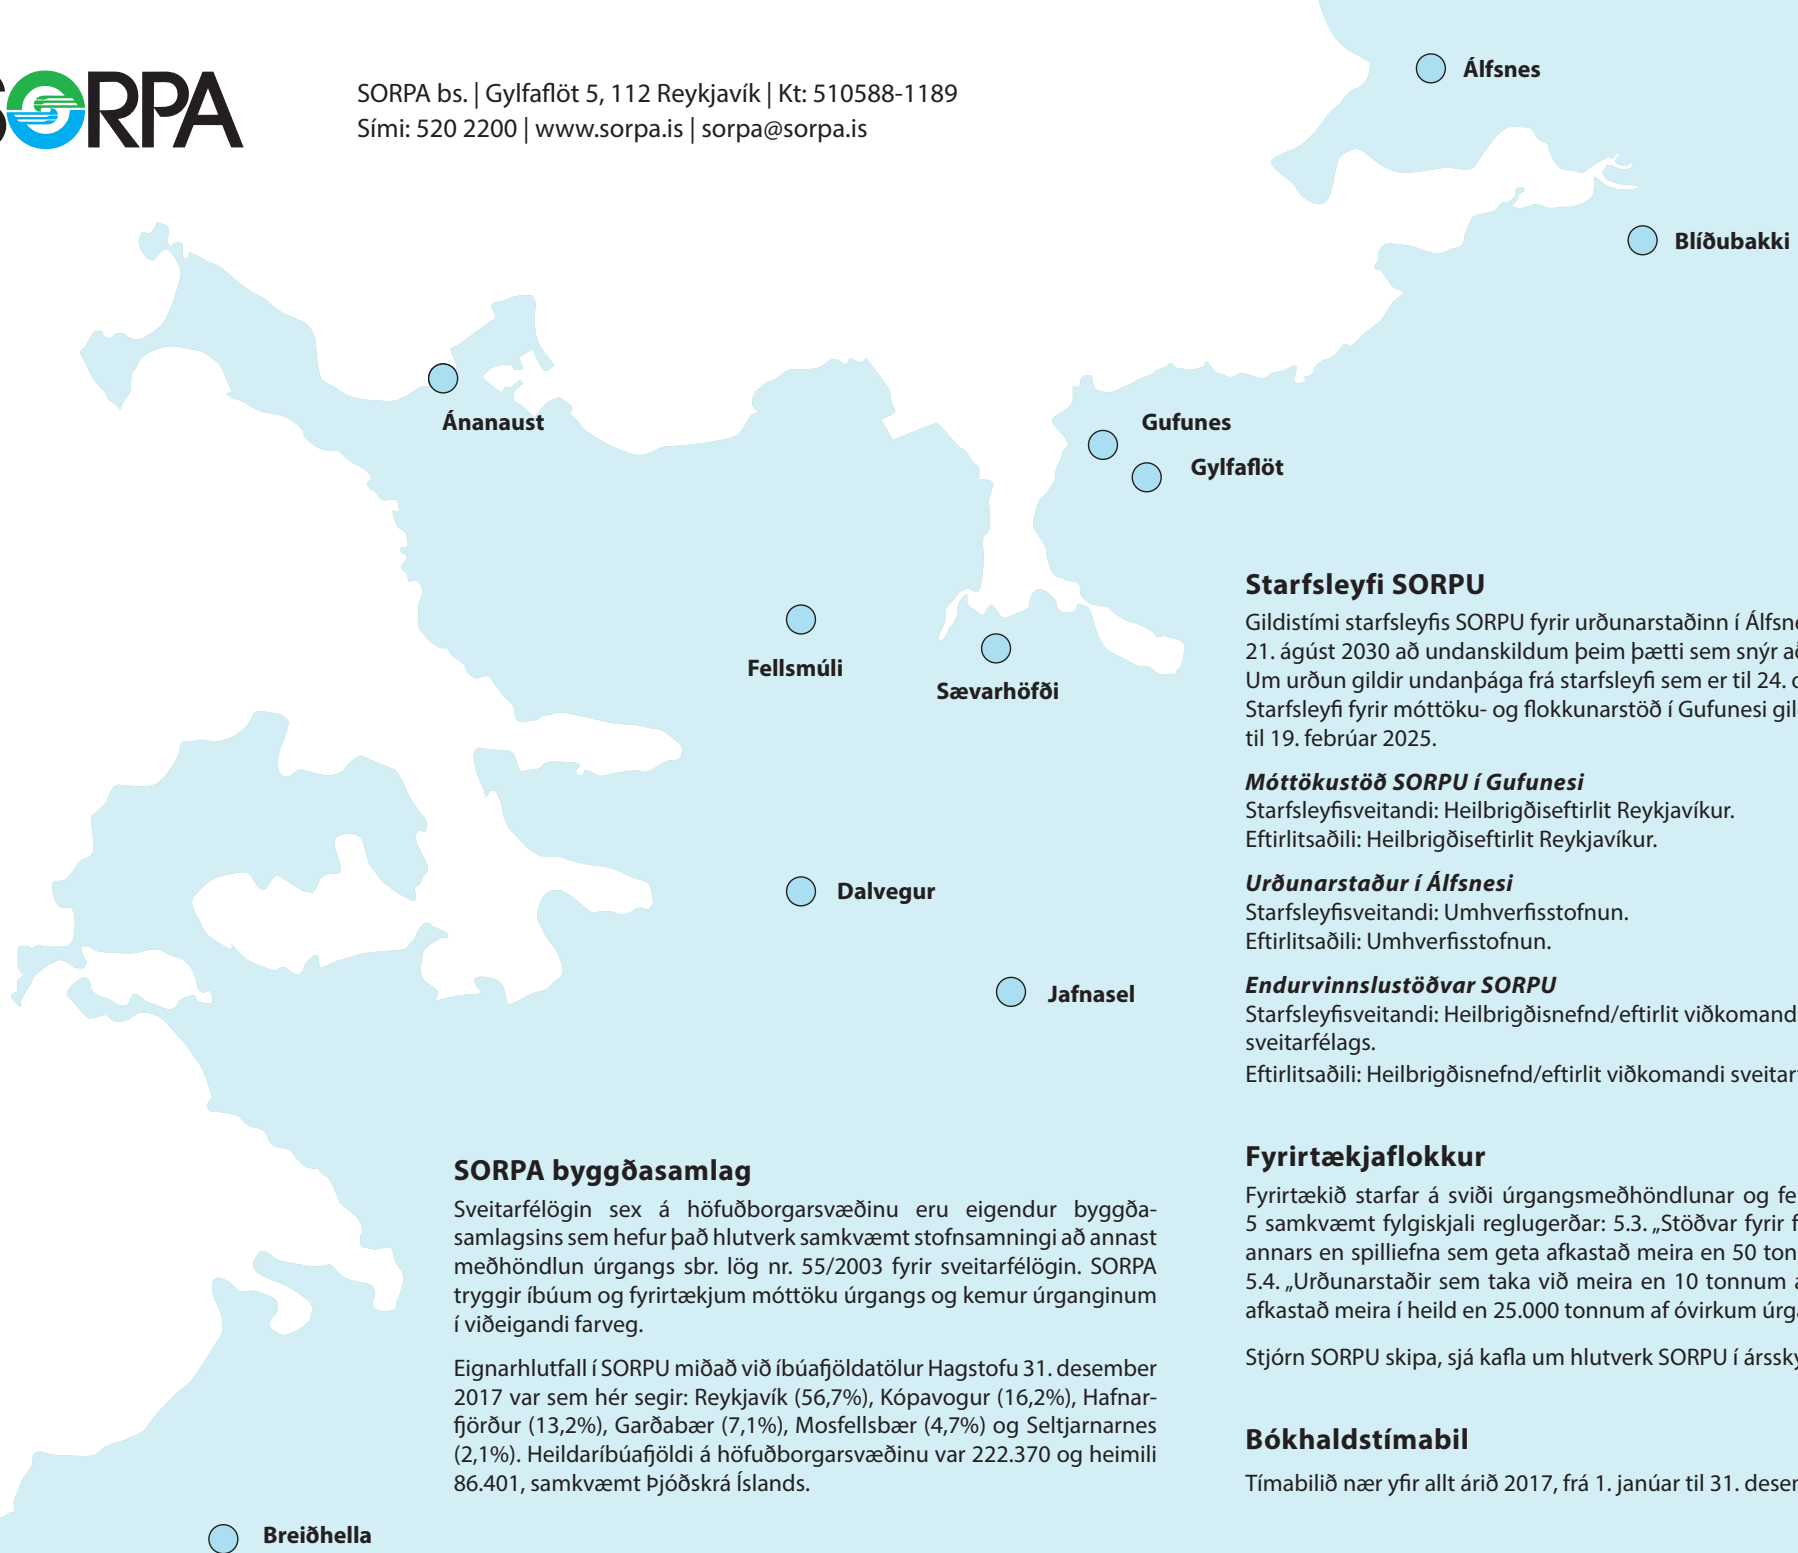 SORPA
SORPA bs. | Gylfaflöt 5, 112 Reykjavík | Kt: 510588-1189
Sími: 520 2200 | www.sorpa.is | sorpa@sorpa.is
Álfsnes
Blíðubakki
Ánanaust
Gufunes
Gylfaflöt
Fellsmúli
Sævarhöfði
Dalvegur
Jafnasel
Breiðhella
SORPA byggðasamlag
Sveitarfélögin sex á höfuðborgarsvæðinu eru eigendur byggða-
samlagsins sem hefur það hlutverk samkvæmt stofnsamningi að annast
meðhöndlun úrgangs sbr. lög nr. 55/2003 fyrir sveitarfélögin. SORPA
tryggir íbúum og fyrirtækjum móttöku úrgangs og kemur úrganginum
í viðeigandi farveg.
Eignarhlutfall í SORPU miðað við íbúafjöldatölur Hagstofu 31. desember
2017 var sem hér segir: Reykjavík (56,7%), Kópavogur (16,2%), Hafnar-
fjörður (13,2%), Garðabær (7,1%), Mosfellsbær (4,7%) og Seltjarnarnes
(2,1%). Heildaríbúafjöldi á höfuðborgarsvæðinu var 222.370 og heimili
86.401, samkvæmt Þjóðskrá Íslands.
Starfsleyfi SORPU
Gildistími starfsleyfis SORPU fyrir urðunarstaðinn í
21. ágúst 2030 að undanskildum þeim þætti sem snýr
Um urðun gildir undanþága frá starfsleyfi sem er til 24.
Starfsleyfi fyrir móttöku- og flokkunarstöð í Gufunesi
til 19. febrúar 2025.
Móttökustöð SORPU í Gufunesi
Starfsleyfisveitandi: Heilbrigðiseftirlit Reykjavíkur.
Eftirlitsaðili: Heilbrigðiseftirlit Reykjavíkur.
Urðunarstaður í Álfsnesi
Starfsleyfisveitandi: Umhverfisstofnun.
Eftirlitsaðili: Umhverfisstofnun.
Endurvinnslustöðvar SORPU
Starfsleyfisveitandi: Heilbrigðisnefnd/eftirlit
sveitarfélags.
Eftirlitsaðili: Heilbrigðisnefnd/eftirlit viðkomandi
Fyrirtækjaflokkur
Fyrirtækið starfar á sviði úrgangsmeðhöndlunar og
5 samkvæmt fylgiskjali reglugerðar: 5.3. „Stöðvar fyrir
annars en spilliefna sem geta afkastað meira en 50
5.4. „Urðunarstaðir sem taka við meira en 10 tonnum
afkastað meira í heild en 25.000 tonnum af óvirkum
Stjórn SORPU skipa, sjá kafla um hlutverk SORPU í
Bókhaldstímabil
Tímabilið nær yfir allt árið 2017, frá 1. janúar til 31.